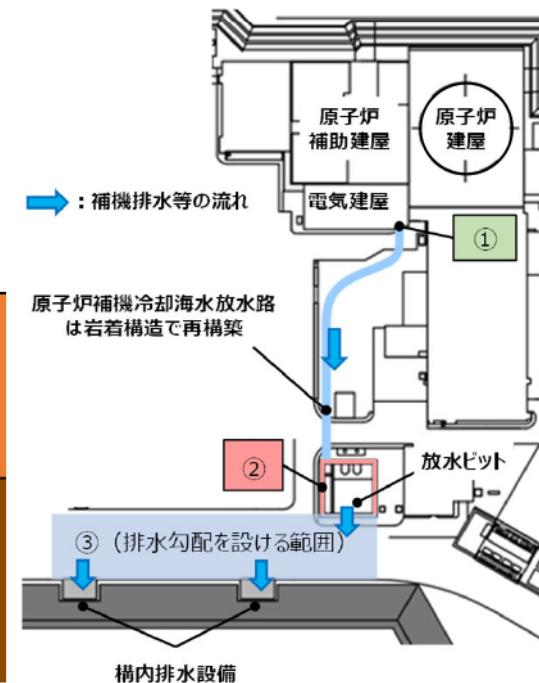 原子炉
補助建屋
原子炉
建屋
：補機排水等の流れ
電気建屋
①
原子炉補機冷却海水放水路
は岩着構造で再構築
②
放水ピット
③（排水勾配を設ける範囲）
構内排水設備